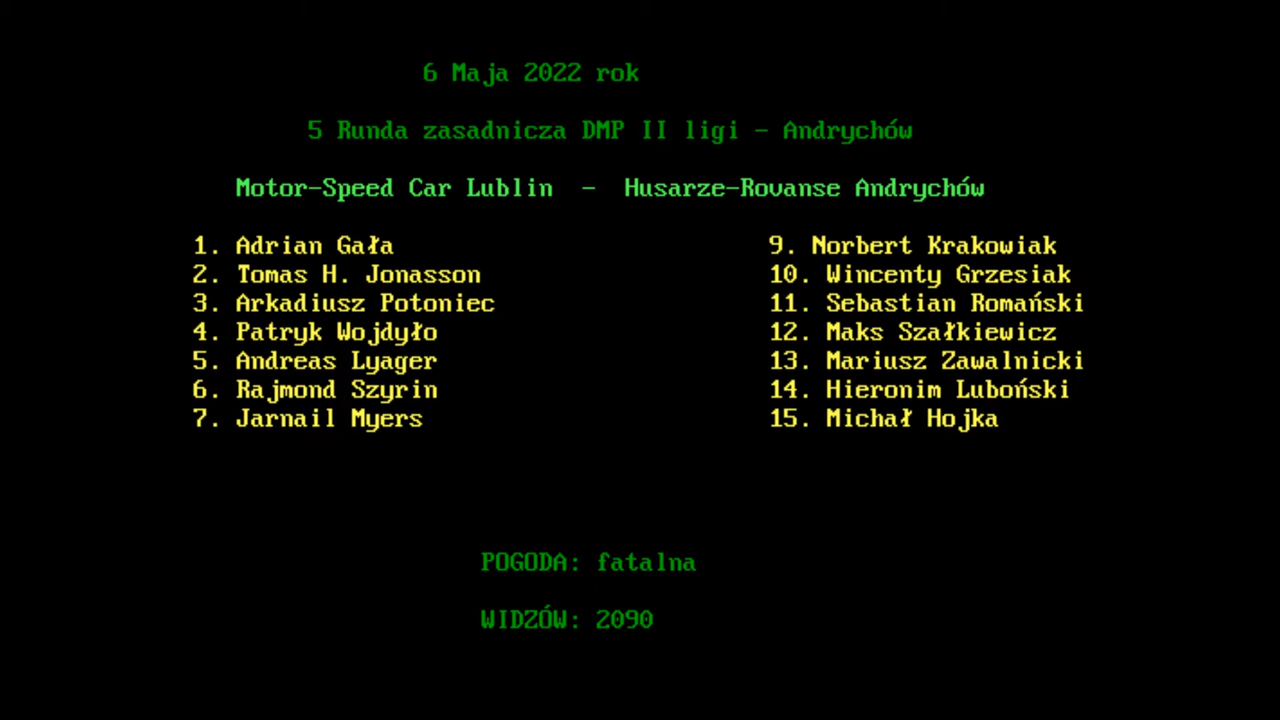 6 Maja 2022 rok
5 Runda zasadnicza DMP II ligi - Andrychów
Motor-Speed Car Lublin - Husarze-Rovanse Andrychów
1. Adrian Gała 9. Norbert Krakowiak
2. Tomas H. Jonasson 10. Wincenty Grzesiak
3. Arkadiusz Potoniec 11. Sebastian Romański
4. Patryk Wojdyło 12. Maks Szałkiewicz
5. Andreas Lyager 13. Mariusz Zawalnicki
6. Rajmond Szyrin 14. Hieronim Luboński
7. Jarnail Myers 15. Michał Hojka
POGODA: fatalna
WIDZÓW: 2090